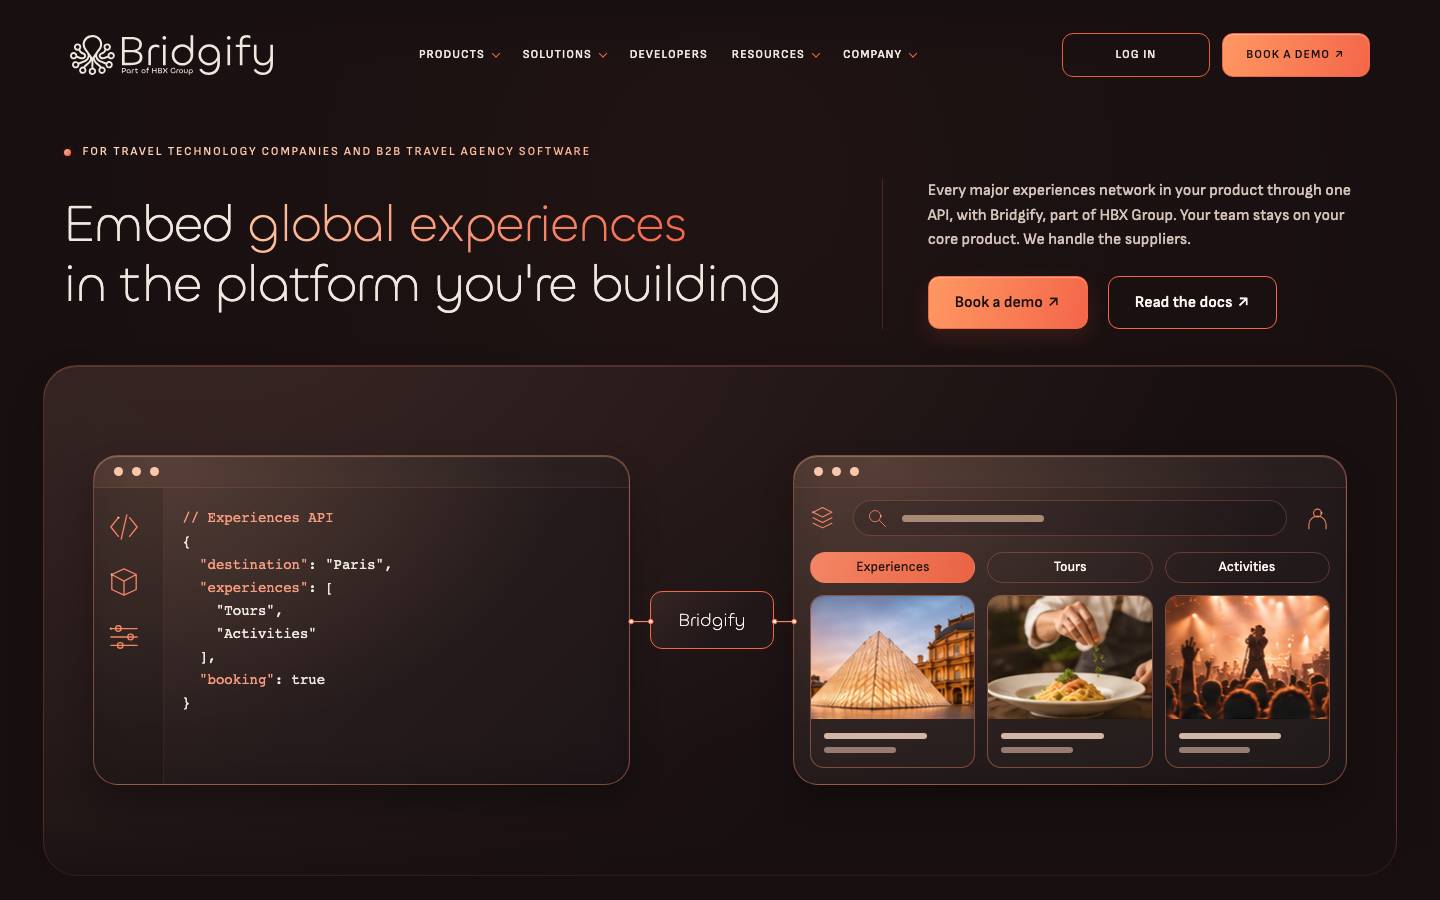 Bridgify
Part of HBX Group
PRODUCTS
SOLUTIONS
DEVELOPERS
RESOURCES
COMPANY
LOG IN
BOOK A DEMO ↗
FOR TRAVEL TECHNOLOGY COMPANIES AND B2B TRAVEL AGENCY SOFTWARE
Embed global experiences
in the platform you're building
Every major experiences network in your product through one
API, with Bridgify, part of HBX Group. Your team stays on your
core product. We handle the suppliers.
Book a demo ↗
Read the docs ↗
// Experiences API
{
"destination": "Paris",
"experiences": [
"Tours",
"Activities"
],
"booking": true
}
Bridgify
Experiences
Tours
Activities